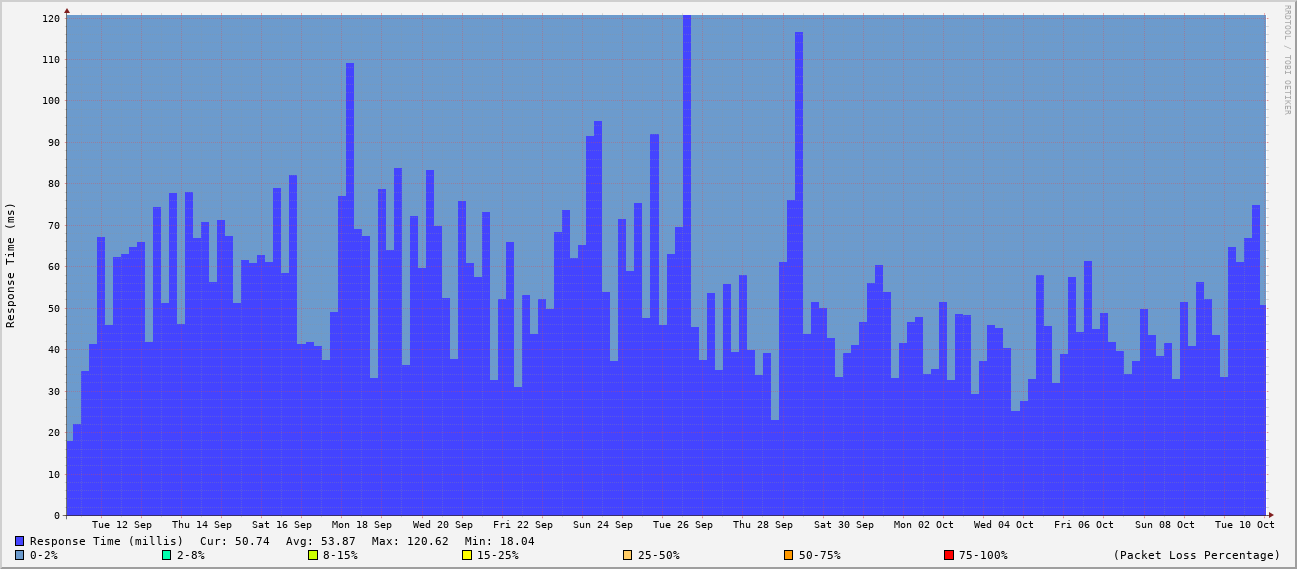 RRDTOOL / TOBI OETIKER
Response Time (ms)
120
110
100
90
80
70
60
50
40
30
20
10
0
Tue 12 Sep Thu 14 Sep Sat 16 Sep Mon 18 Sep Wed 20 Sep Fri 22 Sep Sun 24 Sep Tue 26 Sep Thu 28 Sep Sat 30 Sep Mon 02 Oct Wed 04 Oct Fri 06 Oct Sun 08 Oct Tue 10 Oct
Response Time (millis) Cur: 50.74 Avg: 53.87 Max: 120.62 Min: 18.04
0-2% 2-8% 8-15% 15-25% 25-50% 50-75% 75-100% (Packet Loss Percentage)